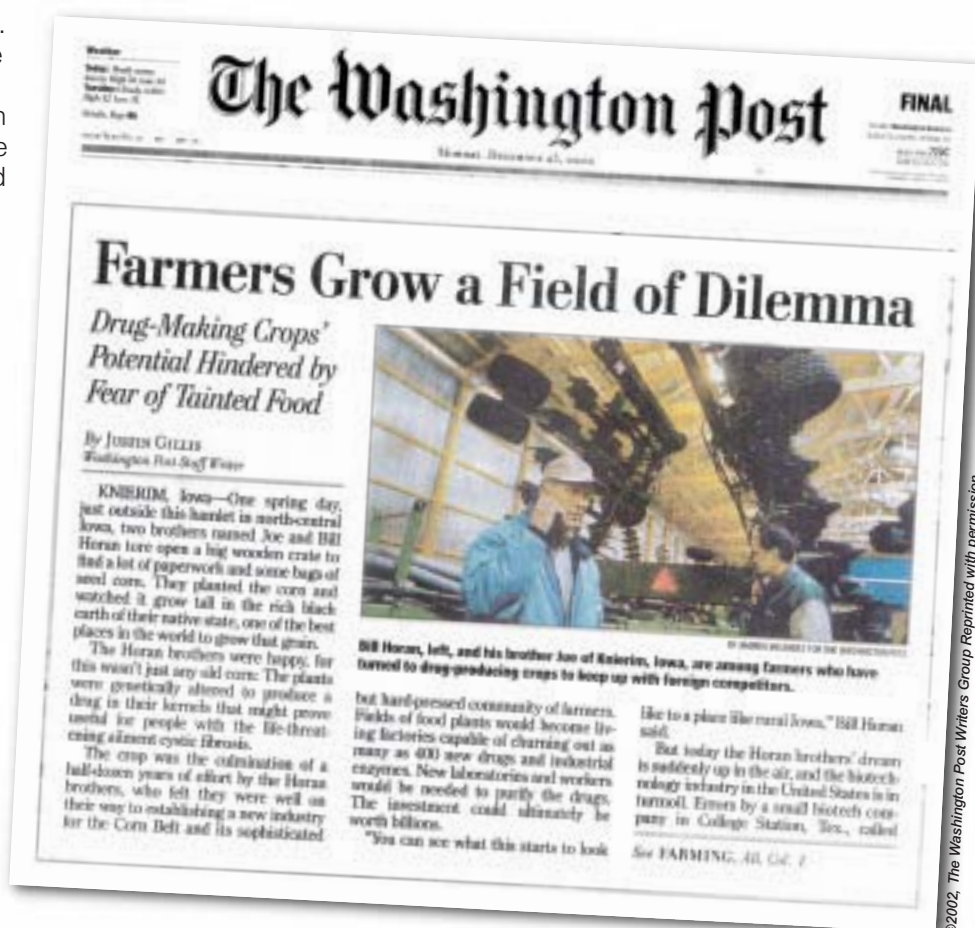 Weather
The Washington Post
FINAL
Farmers Grow a Field of Dilemma
Drug-Making Crops'
Potential Hindered by
Fear of Tainted Food
By JUSTIN GILLIS
Washington Post Staff Writer
KNIERIM, Iowa—One spring day,
just outside this hamlet in north-central
Iowa, two brothers named Joe and Bill
Horan tore open a big wooden crate to
find a lot of paperwork and some bags of
seed corn. They planted the corn and
watched it grow tall in the rich black
earth of their native state, one of the best
places in the world to grow that grain.
The Horan brothers were happy, for
this wasn't just any old corn: The plants
were genetically altered to produce a
drug in their kernels that might prove
useful for people with the life-threat-
ening ailment cystic fibrosis.
The crop was the culmination of a
half-dozen years of effort by the Horan
brothers, who felt they were well on
their way to establishing a new industry
for the Corn Belt and its sophisticated
Bill Horan, left, and his brother Joe of Knierim, Iowa, are among farmers who have
turned to drug-producing crops to keep up with foreign competitors.
but hard-pressed community of farmers.
Fields of food plants would become liv-
ing factories capable of churning out as
many as 400 new drugs and industrial
enzymes. New laboratories and workers
would be needed to purify the drugs.
The investment could ultimately be
worth billions.
"You can see what this starts to look
like to a place like rural Iowa," Bill Horan
said.
But today the Horan brothers' dream
is suddenly up in the air, and the biotech-
nology industry in the United States is in
turmoil. Errors by a small biotech com-
pany in College Station, Tex., called
See FARMING,
©2002, The Washington Post Writers Group Reprinted with permission